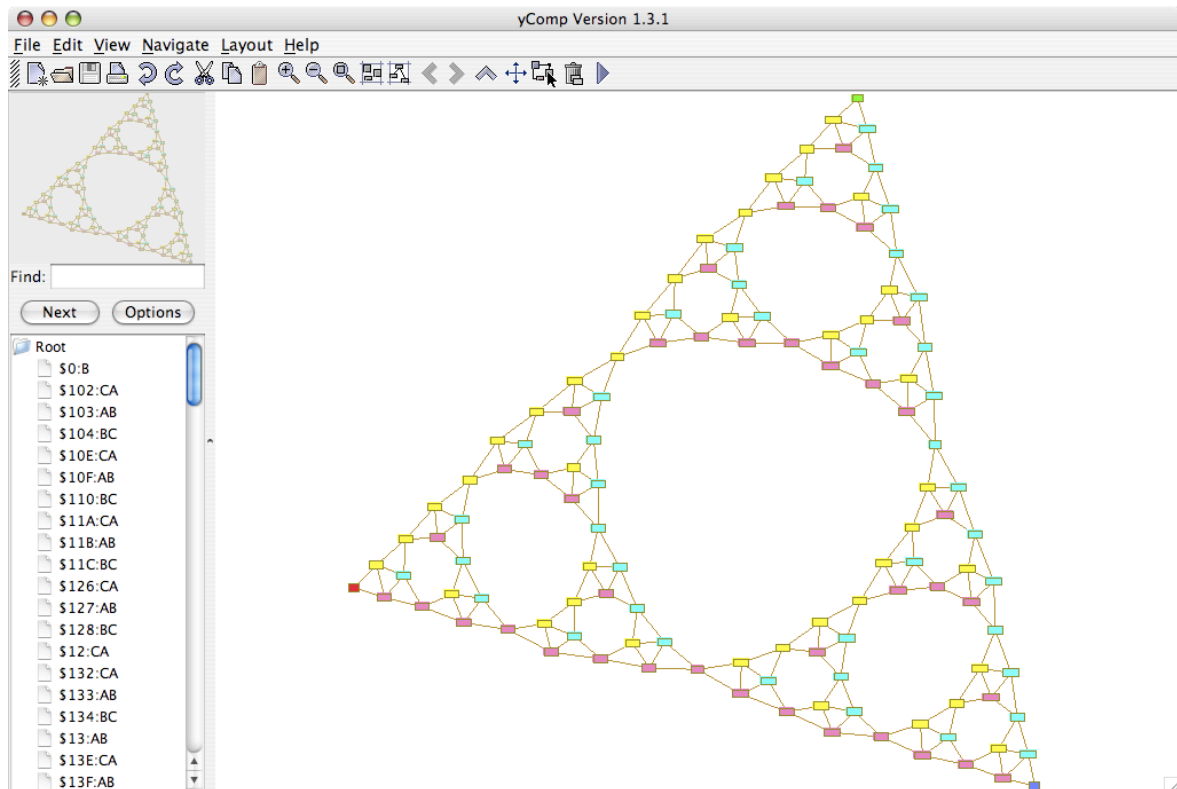 yComp Version 1.3.1
File Edit View Navigate Layout Help
Find:
Next Options
Root
$0:B
$102:CA
$103:AB
$104:BC
$10E:CA
$10F:AB
$110:BC
$11A:CA
$11B:AB
$11C:BC
$126:CA
$127:AB
$128:BC
$12:CA
$132:CA
$133:AB
$134:BC
$13:AB
$13E:CA
$13F:AB